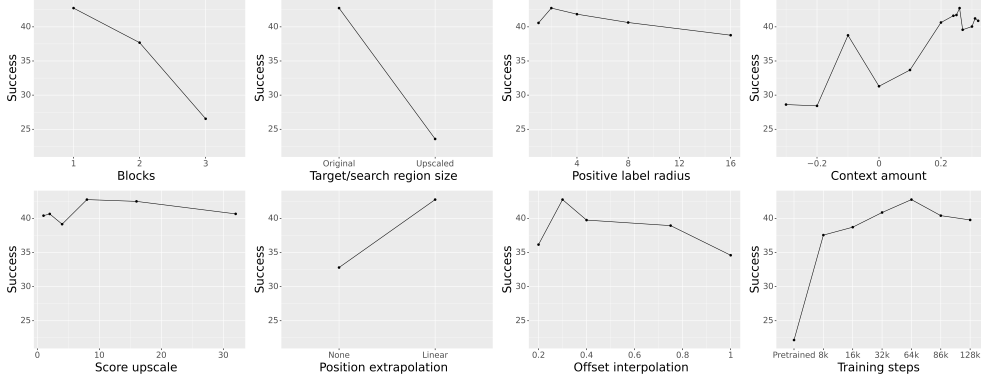 Success
40
35
30
25
1 2 3
Blocks
Success
40
35
30
25
Original Upscaled
Target/search region size
Success
40
35
30
25
4 8 12 16
Positive label radius
Success
40
35
30
25
−0.2 0 0.2
Context amount
Success
40
35
30
25
0 10 20 30
Score upscale
Success
40
35
30
25
None Linear
Position extrapolation
Success
40
35
30
25
0.2 0.4 0.6 0.8 1
Offset interpolation
Success
40
35
30
25
Pretrained 8k 16k 32k 64k 86k 128k
Training steps